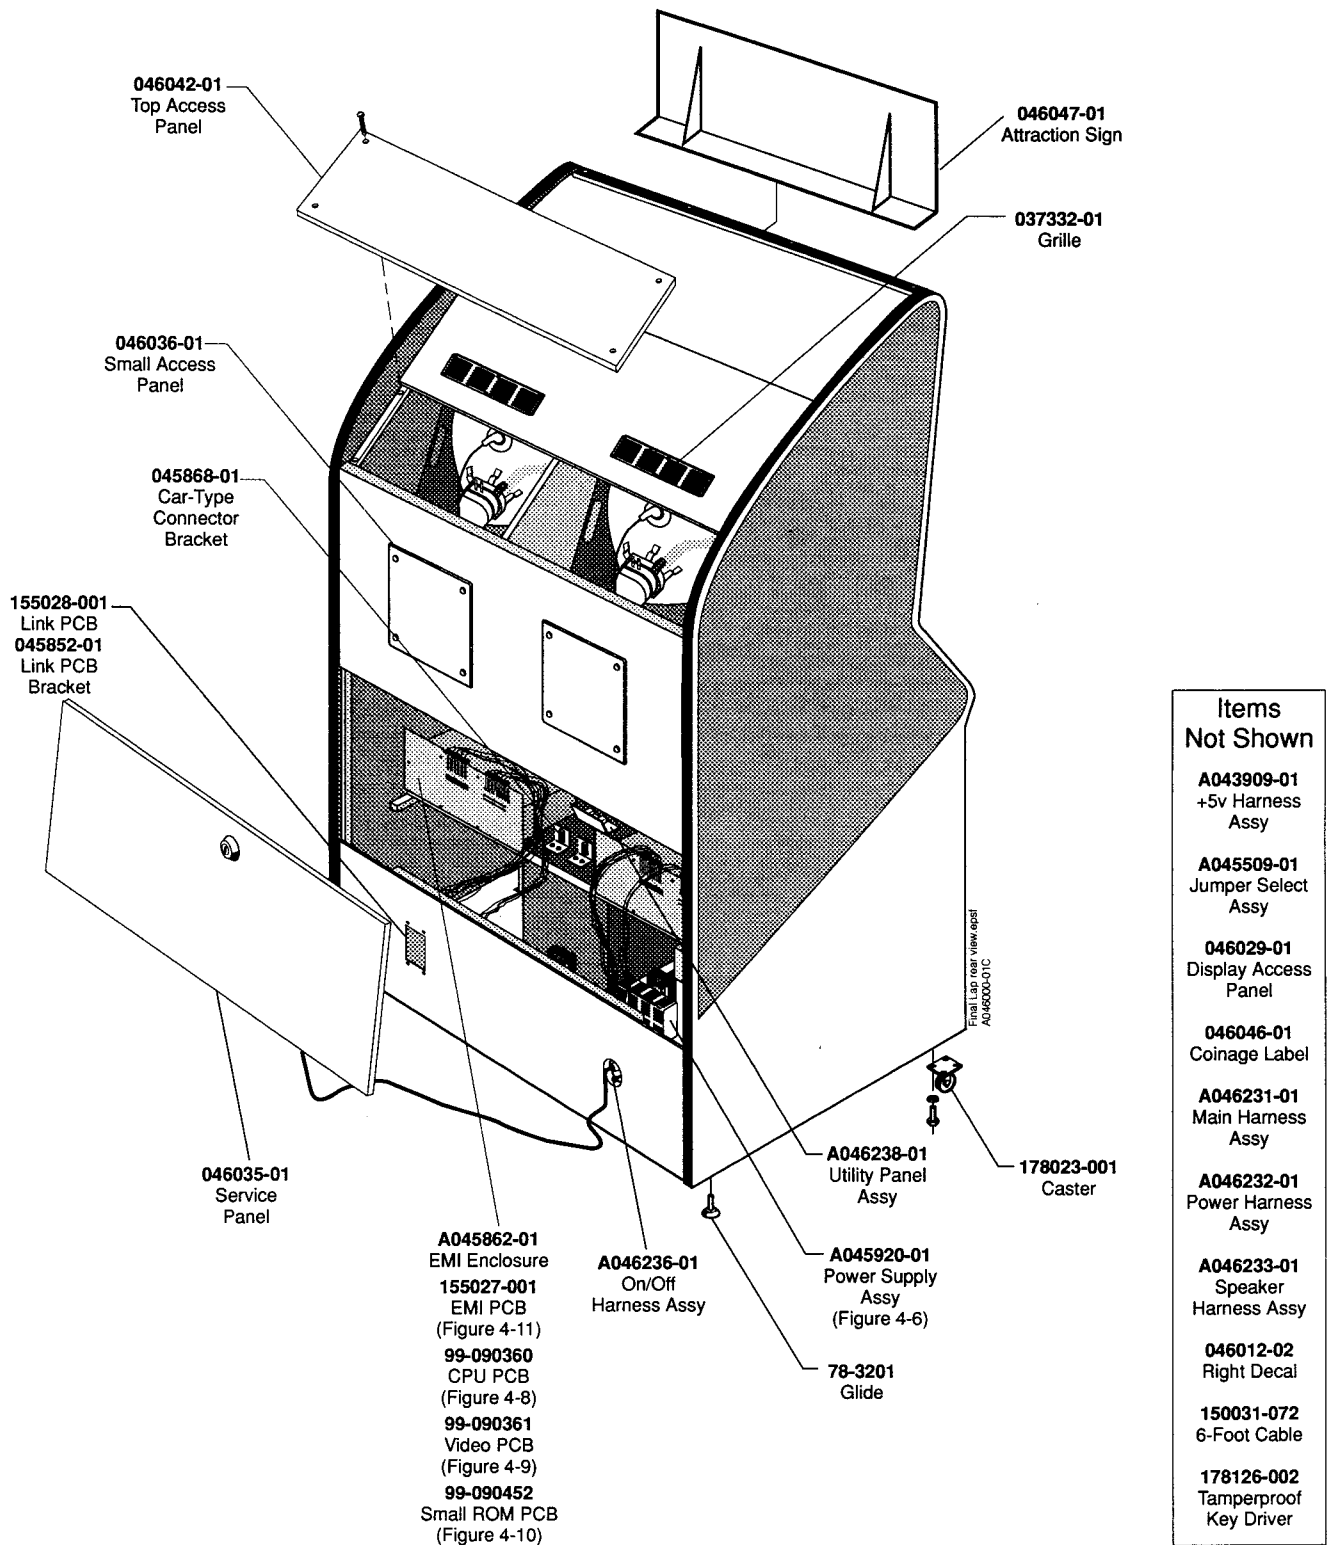 046042-01
Top Access
Panel
046047-01
Attraction Sign
037332-01
Grille
046036-01
Small Access
Panel
045868-01
Car-Type
Connector
Bracket
155028-001
Link PCB
045852-01
Link PCB
Bracket
046035-01
Service
Panel
A045862-01
EMI Enclosure
155027-001
EMI PCB
(Figure 4-11)
99-090360
CPU PCB
(Figure 4-8)
99-090361
Video PCB
(Figure 4-9)
99-090452
Small ROM PCB
(Figure 4-10)
A046236-01
On/Off
Harness Assy
A046238-01
Utility Panel
Assy
A045920-01
Power Supply
Assy
(Figure 4-6)
78-3201
Glide
178023-001
Caster
Final Lap rear view.epsf
A046000-01C
Items
Not Shown
A043909-01
+5v Harness
Assy
A045509-01
Jumper Select
Assy
046029-01
Display Access
Panel
046046-01
Coinage Label
A046231-01
Main Harness
Assy
A046232-01
Power Harness
Assy
A046233-01
Speaker
Harness Assy
046012-02
Right Decal
150031-072
6-Foot Cable
178126-002
Tamperproof
Key Driver